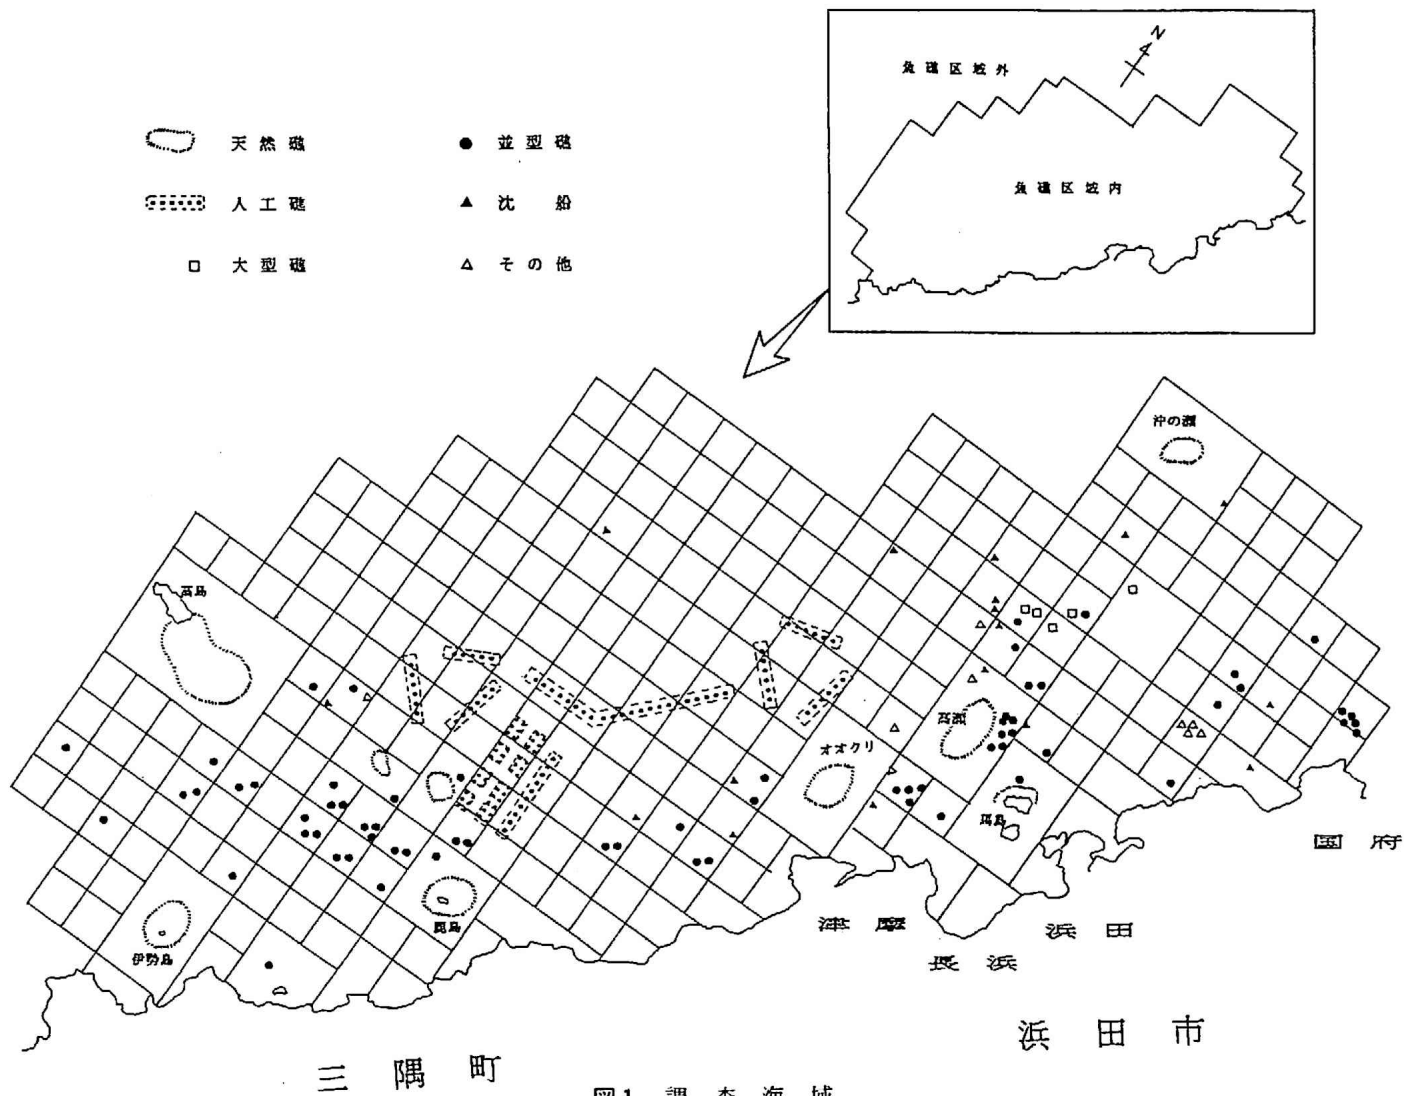 N
魚礁区域外
魚礁区域内
天然礁
並型礁
人工礁
沈船
大型礁
その他
沖の瀬
高島
高瀬
オオクリ
馬島
国府
鹿島
津摩
浜田
伊勢島
長浜
浜田市
三隅町
図1 調査海域